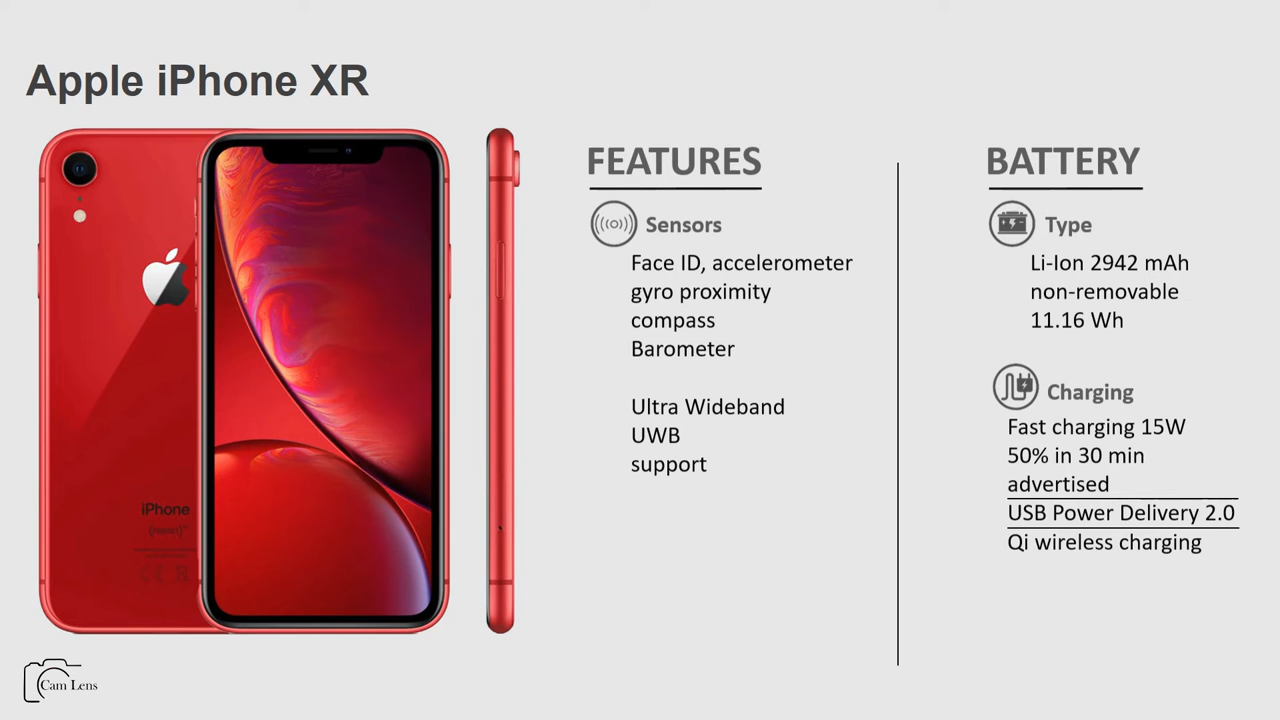 Apple iPhone XR
FEATURES
Sensors
Face ID, accelerometer
gyro proximity
compass
Barometer
Ultra Wideband
UWB
support
BATTERY
Type
Li-Ion 2942 mAh
non-removable
11.16 Wh
Charging
Fast charging 15W
50% in 30 min
advertised
USB Power Delivery 2.0
Qi wireless charging
iPhone
Cam Lens